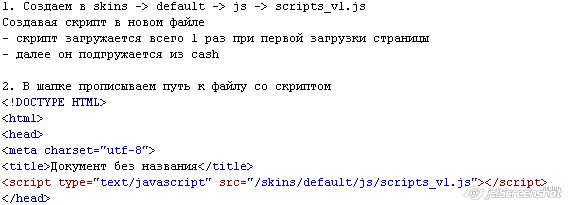 1. Создаем в skins -> default -> js -> scripts_v1.js
Создавая скрипт в новом файле
- скрипт загружается всего 1 раз при первой загрузки страницы
- далее он подгружается из cash
2. В шапке прописываем путь к файлу со скриптом
<!DOCTYPE HTML>
<html>
<head>
<meta charset="utf-8">
<title>Документ без названия</title>
<script type="text/javascript" src="/skins/default/js/scripts_v1.js"></script>
</head>
jetScreenshot